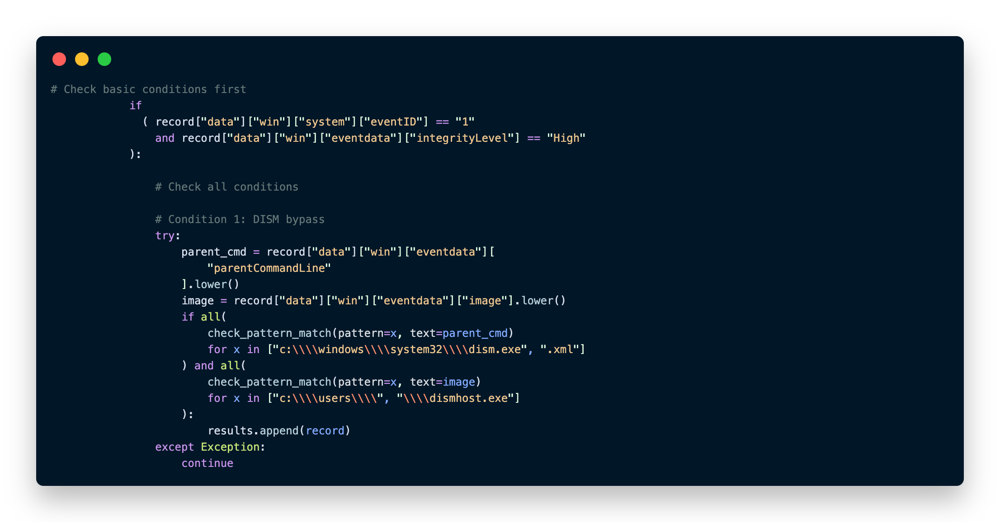 # Check basic conditions first
            if
              ( record["data"]["win"]["system"]["eventID"] == "1"
                and record["data"]["win"]["eventdata"]["integrityLevel"] == "High"
            ):

                # Check all conditions

                # Condition 1: DISM bypass
                try:
                    parent_cmd = record["data"]["win"]["eventdata"][
                        "parentCommandLine"
                    ].lower()
                    image = record["data"]["win"]["eventdata"]["image"].lower()
                    if all(
                        check_pattern_match(pattern=x, text=parent_cmd)
                        for x in ["c:\\\\windows\\\\system32\\\\dism.exe", ".xml"]
                    ) and all(
                        check_pattern_match(pattern=x, text=image)
                        for x in ["c:\\\\users\\\\", "\\\\dismhost.exe"]
                    ):
                        results.append(record)
                except Exception:
                    continue